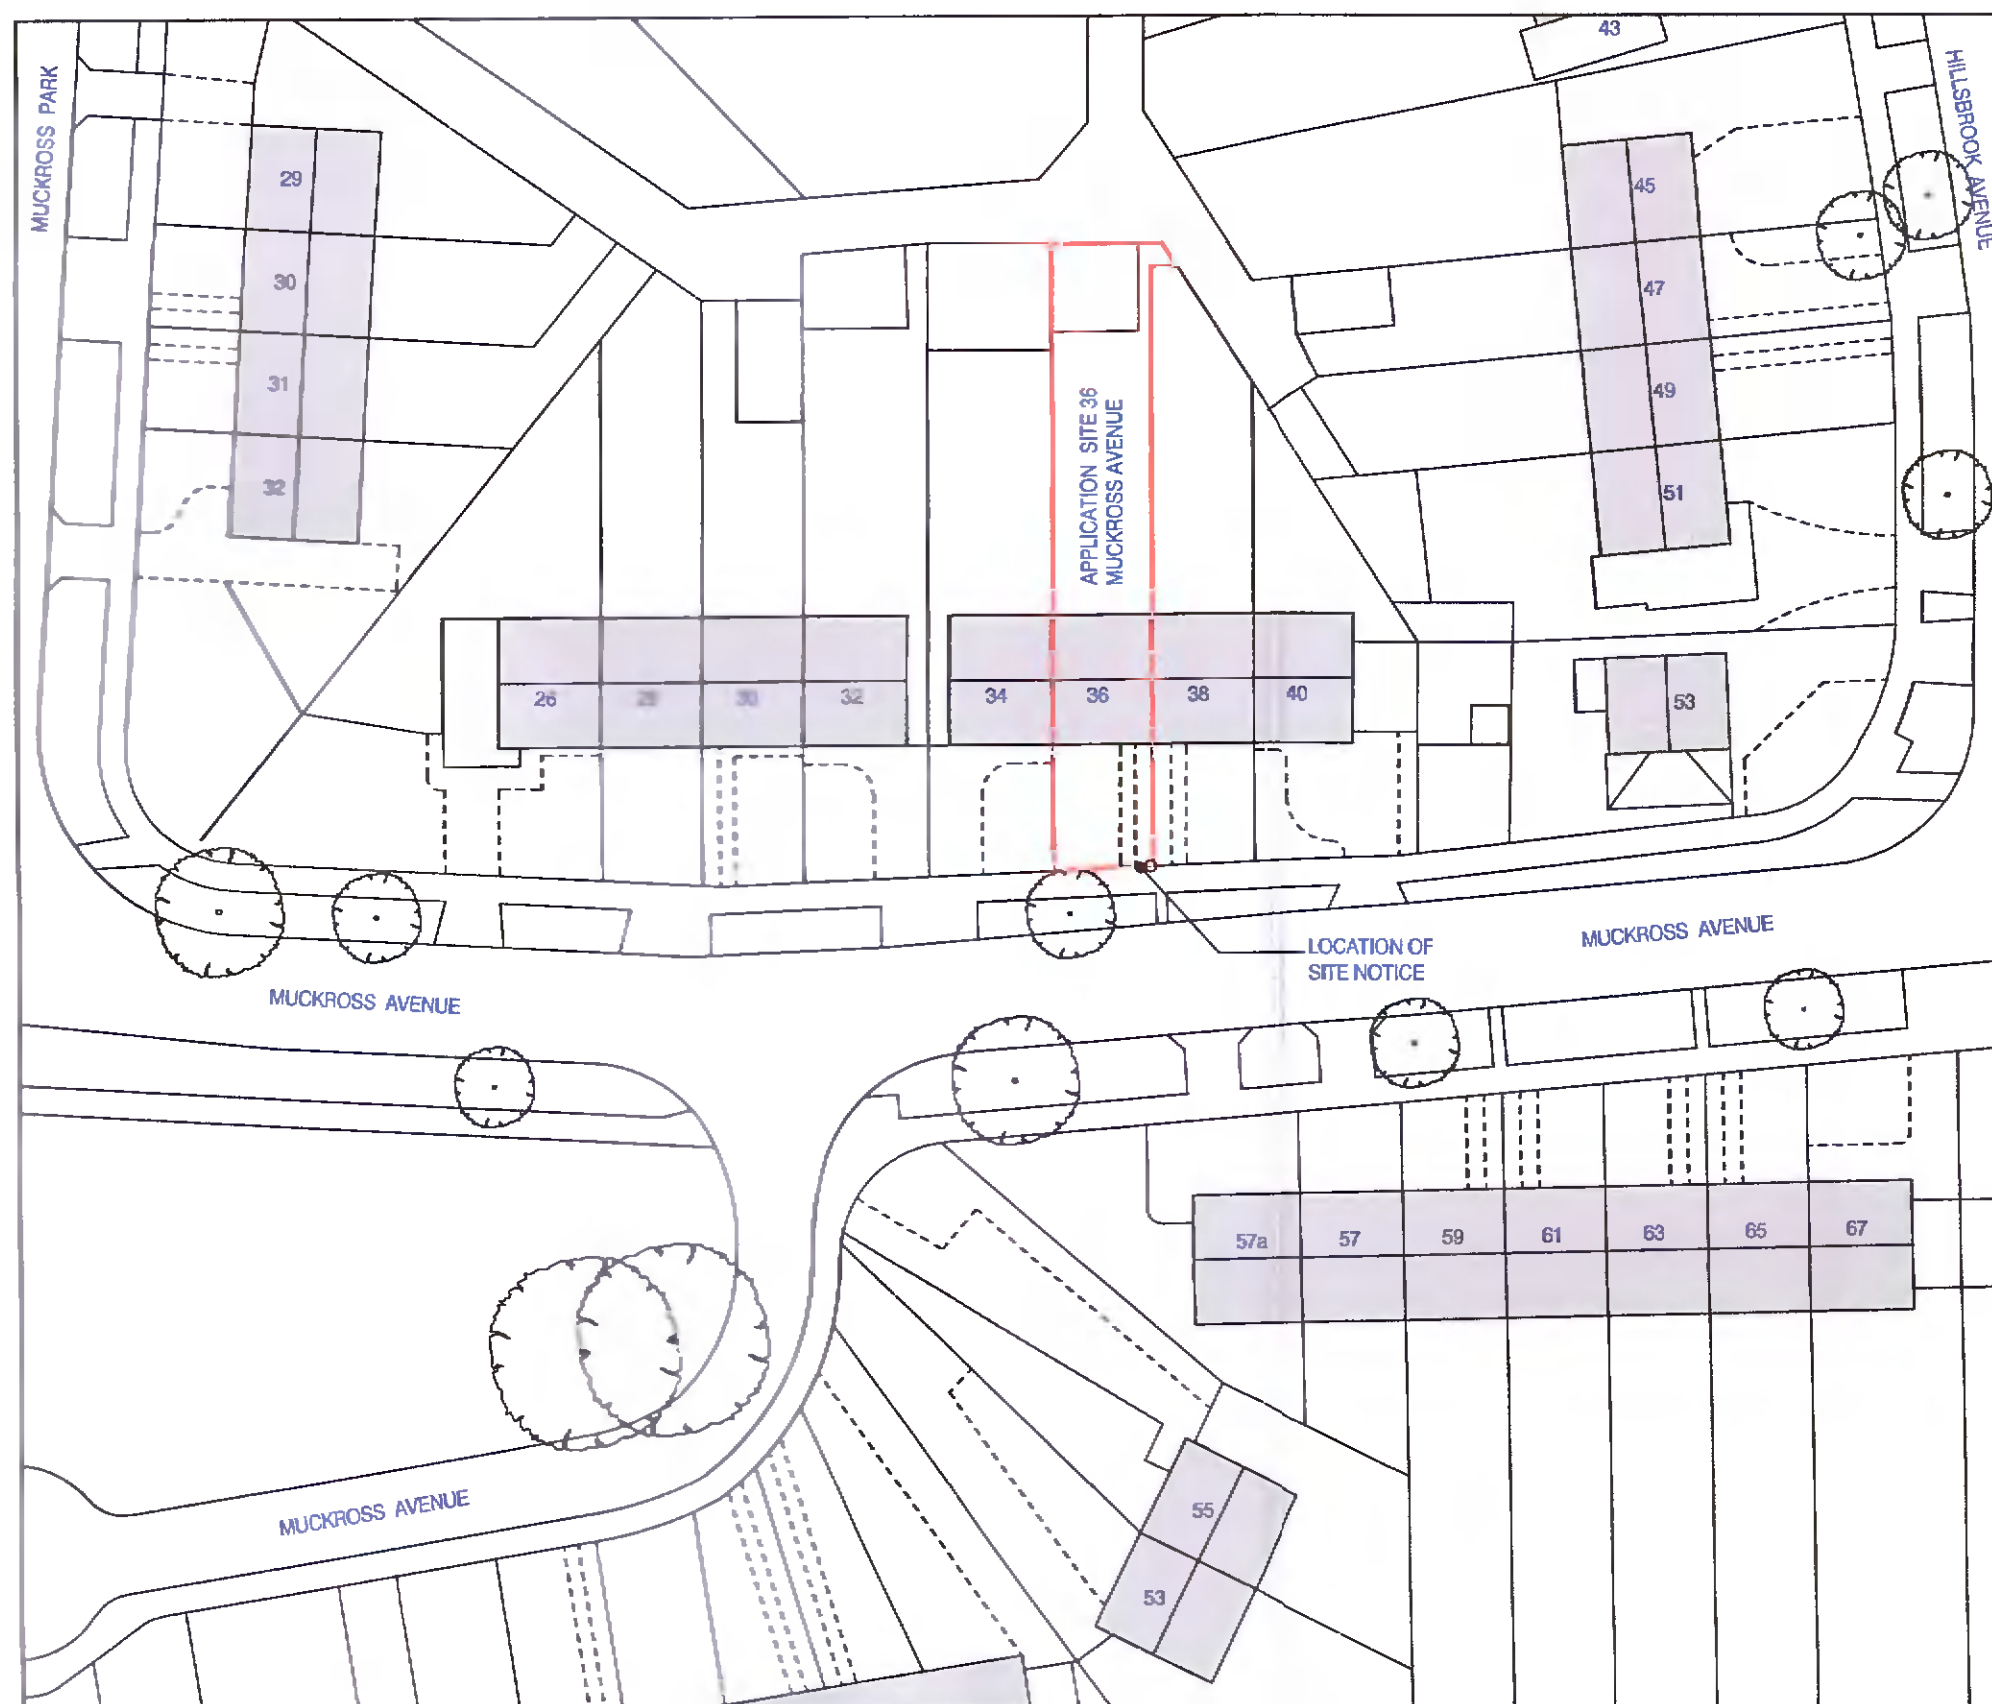 43
MUCKROSS PARK
HILLSBROOK AVENUE
29
45
30
47
31
49
32
51
APPLICATION SITE 36
MUCKROSS AVENUE
26
28
30
32
34
36
38
40
53
LOCATION OF
SITE NOTICE
MUCKROSS AVENUE
MUCKROSS AVENUE
57a
57
59
61
63
65
67
MUCKROSS AVENUE
55
53